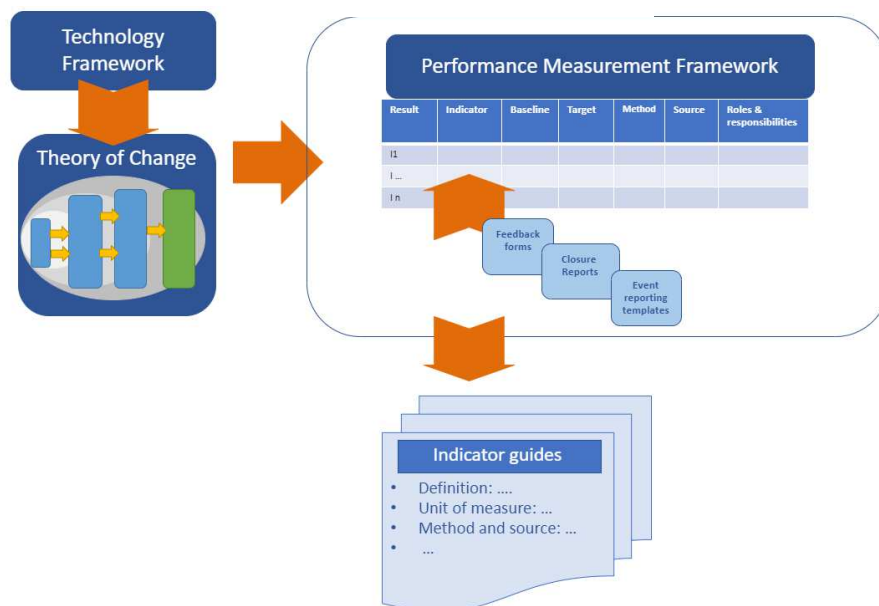 Technology
Framework
Theory of Change
Performance Measurement Framework
Result Indicator Baseline Target Method Source Roles &
responsibilities
I1
I ...
I n
Feedback
forms
Closure
Reports
Event
reporting
templates
Indicator guides
• Definition: ....
• Unit of measure: ...
• Method and source: ...
• ...